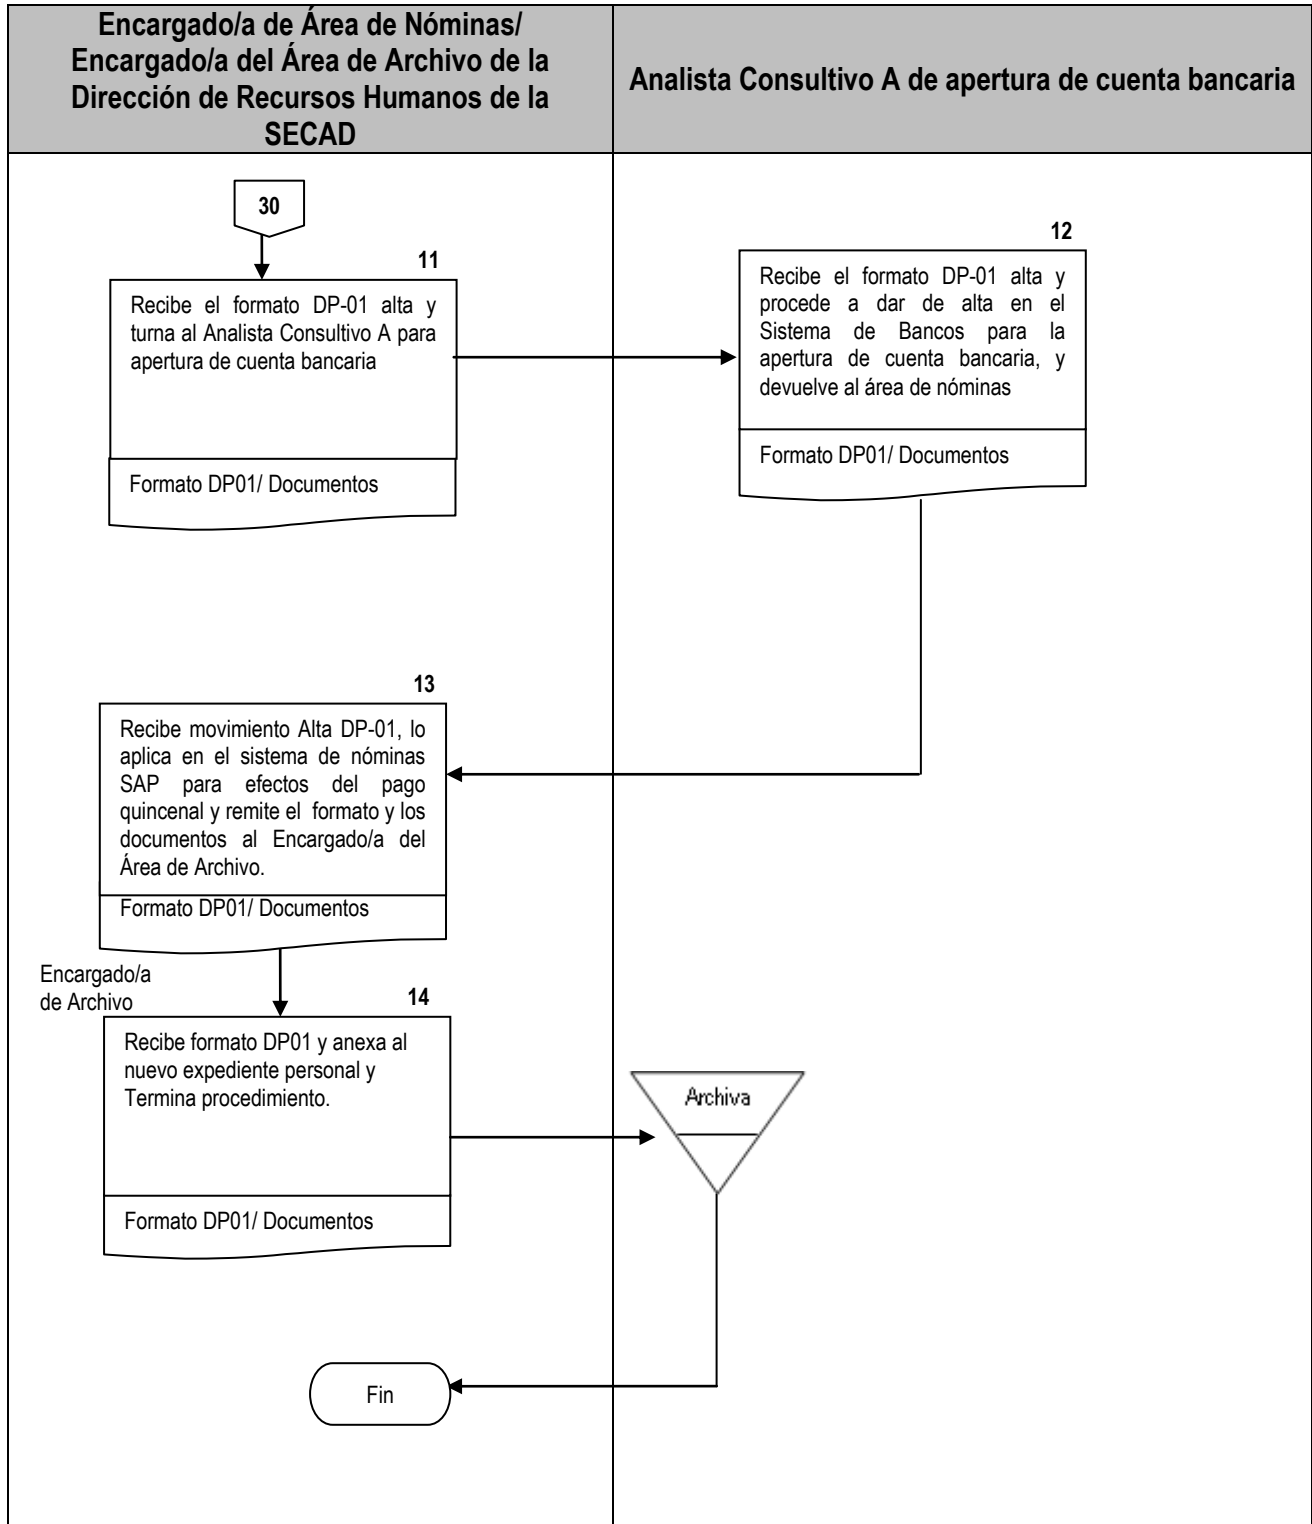 Encargado/a de Área de Nóminas/
Encargado/a del Área de Archivo de la
Dirección de Recursos Humanos de la
SECAD
Analista Consultivo A de apertura de cuenta bancaria
30
11
Recibe el formato DP-01 alta y
turna al Analista Consultivo A para
apertura de cuenta bancaria
Formato DP01/ Documentos
12
Recibe el formato DP-01 alta y
procede a dar de alta en el
Sistema de Bancos para la
apertura de cuenta bancaria, y
devuelve al área de nóminas
Formato DP01/ Documentos
13
Recibe movimiento Alta DP-01, lo
aplica en el sistema de nóminas
SAP para efectos del pago
quincenal y remite el formato y los
documentos al Encargado/a del
Área de Archivo.
Formato DP01/ Documentos
Encargado/a
de Archivo
14
Recibe formato DP01 y anexa al
nuevo expediente personal y
Termina procedimiento.
Formato DP01/ Documentos
Archiva
Fin